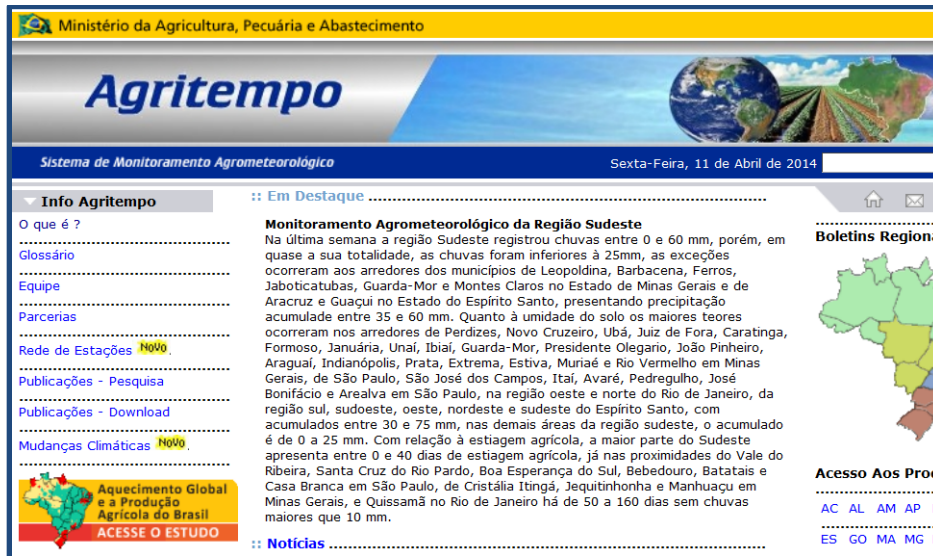 Ministério da Agricultura, Pecuária e Abastecimento
Agritempo
Sistema de Monitoramento Agrometeorológico
Sexta-Feira, 11 de Abril de 2014
Info Agritempo
O que é ?
Glossário
Equipe
Parcerias
Rede de Estações Novo.
Publicações - Pesquisa
Publicações - Download
Mudanças Climáticas Novo.
Aquecimento Global
e a Produção
Agrícola do Brasil
ACESSE O ESTUDO
:: Em Destaque
Monitoramento Agrometeorológico da Região Sudeste
Na última semana a região Sudeste registrou chuvas entre 0 e 60 mm, porém, em
quase a sua totalidade, as chuvas foram inferiores à 25mm, as exceções
ocorreram aos arredores dos municípios de Leopoldina, Barbacena, Ferros,
Jaboticatubas, Guarda-Mor e Montes Claros no Estado de Minas Gerais e de
Aracruz e Guaçui no Estado do Espírito Santo, presentando precipitação
acumulade entre 35 e 60 mm. Quanto à umidade do solo os maiores teores
ocorreram nos arredores de Perdizes, Novo Cruzeiro, Ubá, Juiz de Fora, Caratinga,
Formoso, Januária, Unaí, Ibiaí, Guarda-Mor, Presidente Olegario, João Pinheiro,
Araguaí, Indianópolis, Prata, Extrema, Estiva, Muriaé e Rio Vermelho em Minas
Gerais, de São Paulo, São José dos Campos, Itaí, Avaré, Pedregulho, José
Bonifácio e Arealva em São Paulo, na região oeste e norte do Rio de Janeiro, da
região sul, sudoeste, oeste, nordeste e sudeste do Espírito Santo, com
acumulados entre 30 e 75 mm, nas demais áreas da região sudeste, o acumulado
é de 0 a 25 mm. Com relação à estiagem agrícola, a maior parte do Sudeste
apresenta entre 0 e 40 dias de estiagem agrícola, já nas proximidades do Vale do
Ribeira, Santa Cruz do Rio Pardo, Boa Esperança do Sul, Bebedouro, Batatais e
Casa Branca em São Paulo, de Cristália Itingá, Jequitinhonha e Manhuaçu em
Minas Gerais, e Quissamã no Rio de Janeiro há de 50 a 160 dias sem chuvas
maiores que 10 mm.
:: Notícias
Boletins Regiona
Acesso Aos Pro
AC AL AM AP
ES GO MA MG